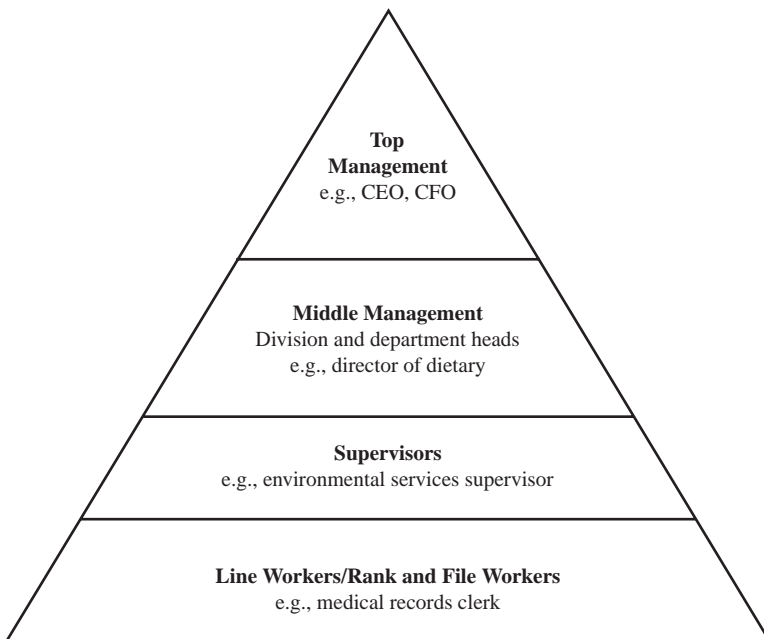 Top
Management
e.g., CEO, CFO
Middle Management
Division and department heads
e.g., director of dietary
Supervisors
e.g., environmental services supervisor
Line Workers/Rank and File Workers
e.g., medical records clerk